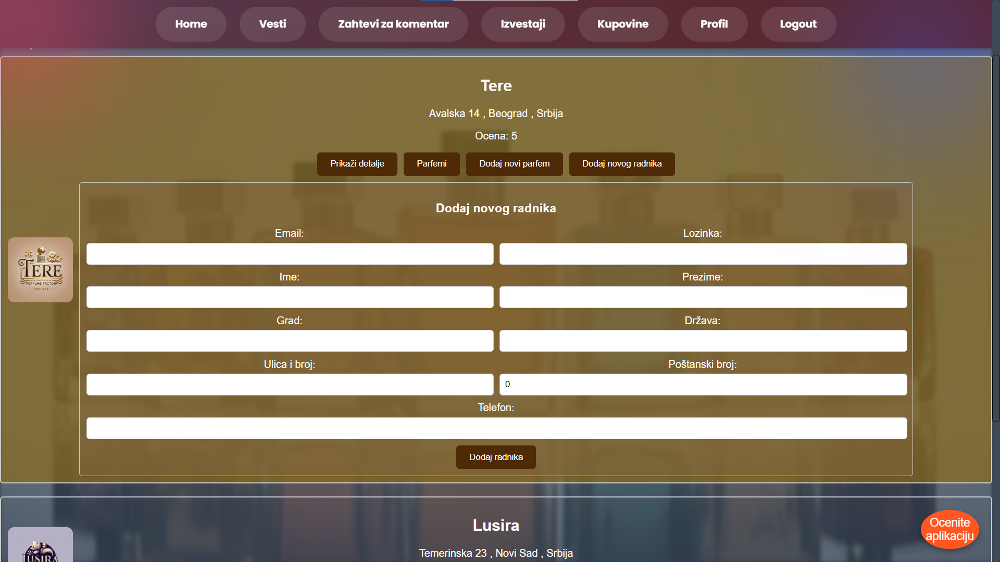 Home Vesti Zahtevi za komentar Izvestaji Kupovine Profil Logout
Tere
Avalska 14 , Beograd , Srbija
Ocena: 5
Prikaži detalje Parfemi Dodaj novi parfem Dodaj novog radnika
Dodaj novog radnika
Email: Lozinka:
TERE
PERFUME FACTORY
Ime: Prezime:
Grad: Država:
Ulica i broj: Poštanski broj:
0
Telefon:
Dodaj radnika
Lusira
Temerinska 23 , Novi Sad , Srbija
LUSIRA
Ocenite
aplikaciju